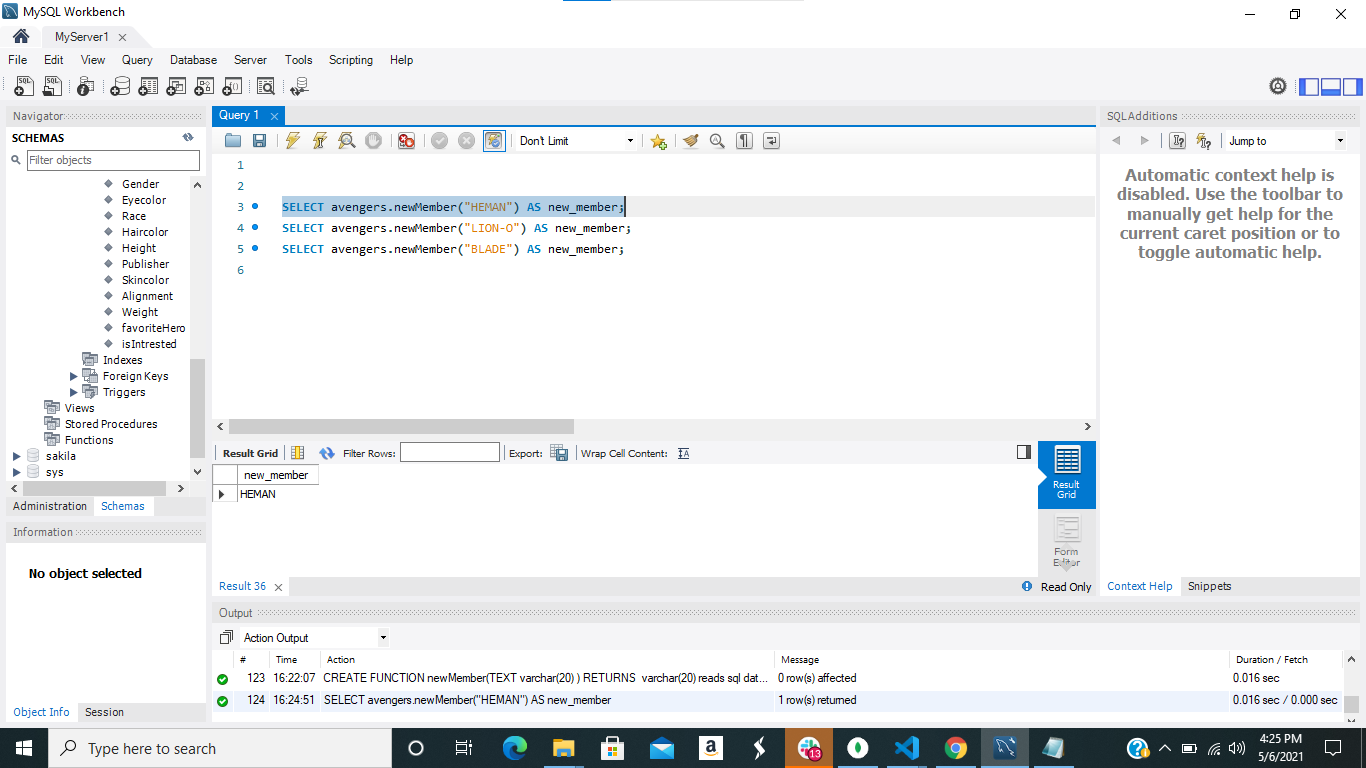 MySQL Workbench
MyServer1
File Edit View Query Database Server Tools Scripting Help
Navigator
SCHEMAS
Filter objects
Gender
Eyecolor
Race
Haircolor
Height
Publisher
Skincolor
Alignment
Weight
favoriteHero
isIntrested
Indexes
Foreign Keys
Triggers
Views
Stored Procedures
Functions
sakila
sys
Administration Schemas
Information
No object selected
Object Info Session
Query 1
Don't Limit
1
2
3 SELECT avengers.newMember("HEMAN") AS new_member;
4 SELECT avengers.newMember("LION-O") AS new_member;
5 SELECT avengers.newMember("BLADE") AS new_member;
6
Result Grid Filter Rows: Export: Wrap Cell Content: IA
new_member
HEMAN
Result Grid
Form Editor
Result 36 Read Only
SQLAdditions
Jump to
Automatic context help is
disabled. Use the toolbar to
manually get help for the
current caret position or to
toggle automatic help.
Context Help Snippets
Output
Action Output
# Time Action Message Duration / Fetch
123 16:22:07 CREATE FUNCTION newMember(TEXT varchar(20) ) RETURNS varchar(20) reads sql dat... 0 row(s) affected 0.016 sec
124 16:24:51 SELECT avengers.newMember("HEMAN") AS new_member 1 row(s) returned 0.016 sec / 0.000 sec
Type here to search
13
4:25 PM
5/6/2021